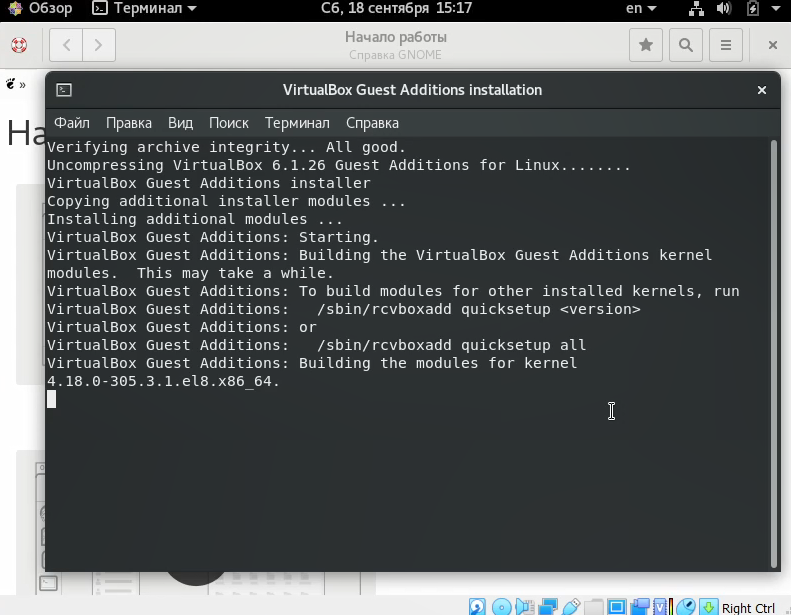 Обзор Терминал Сб, 18 сентября 15:17 en
Начало работы
Справка GNOME
»
На
VirtualBox Guest Additions installation
Файл Правка Вид Поиск Терминал Справка
Verifying archive integrity... All good.
Uncompressing VirtualBox 6.1.26 Guest Additions for Linux........
VirtualBox Guest Additions installer
Copying additional installer modules ...
Installing additional modules ...
VirtualBox Guest Additions: Starting.
VirtualBox Guest Additions: Building the VirtualBox Guest Additions kernel
modules.  This may take a while.
VirtualBox Guest Additions: To build modules for other installed kernels, run
VirtualBox Guest Additions:   /sbin/rcvboxadd quicksetup <version>
VirtualBox Guest Additions: or
VirtualBox Guest Additions:   /sbin/rcvboxadd quicksetup all
VirtualBox Guest Additions: Building the modules for kernel
4.18.0-305.3.1.el8.x86_64.
Right Ctrl